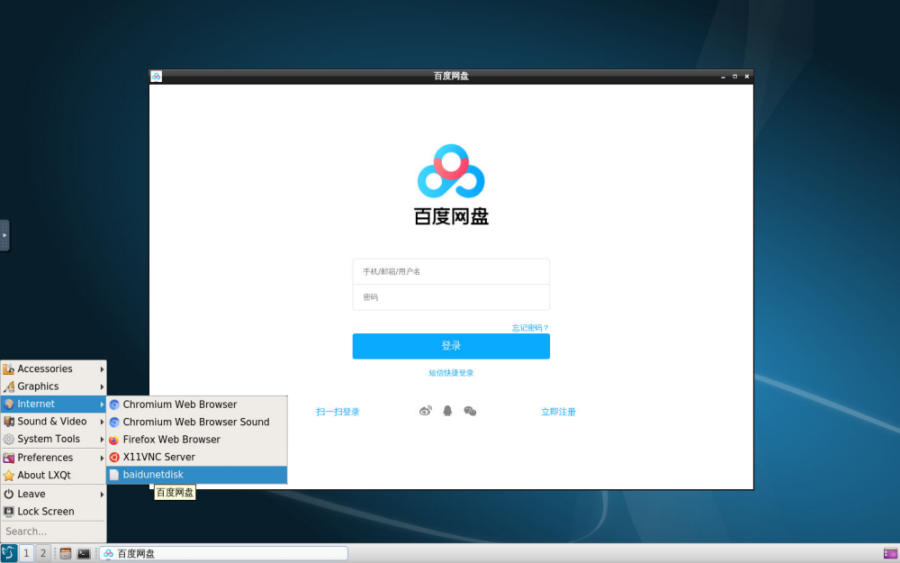 百度网盘
百度网盘
手机/邮箱/用户名
密码
忘记密码？
登录
短信快捷登录
扫一扫登录
立即注册
Accessories
Graphics
Internet
Sound & Video
System Tools
Preferences
About LXQt
Leave
Lock Screen
Search...
Chromium Web Browser
Chromium Web Browser Sound
Firefox Web Browser
X11VNC Server
baidunetdisk
百度网盘
1
2
百度网盘